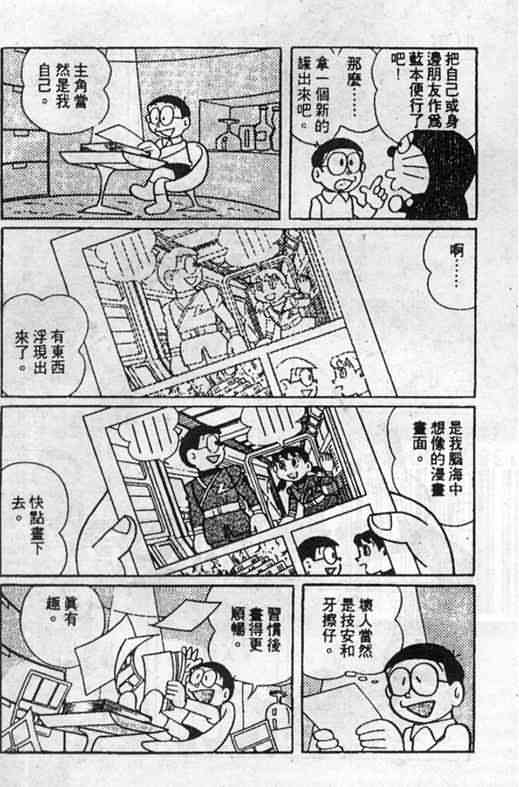 把自己或身
邊朋友作為
藍本便行了
吧！
那麼……
拿一個新的
謎出來吧。
主角當
然是我
自己。
啊……
有東西
浮現出
來了。
是我腦海中
想像的漫畫
畫面。
快點畫下
去。
壞人當然
是技安和
牙擦仔。
習慣後
畫得更
順暢。
真有
趣。